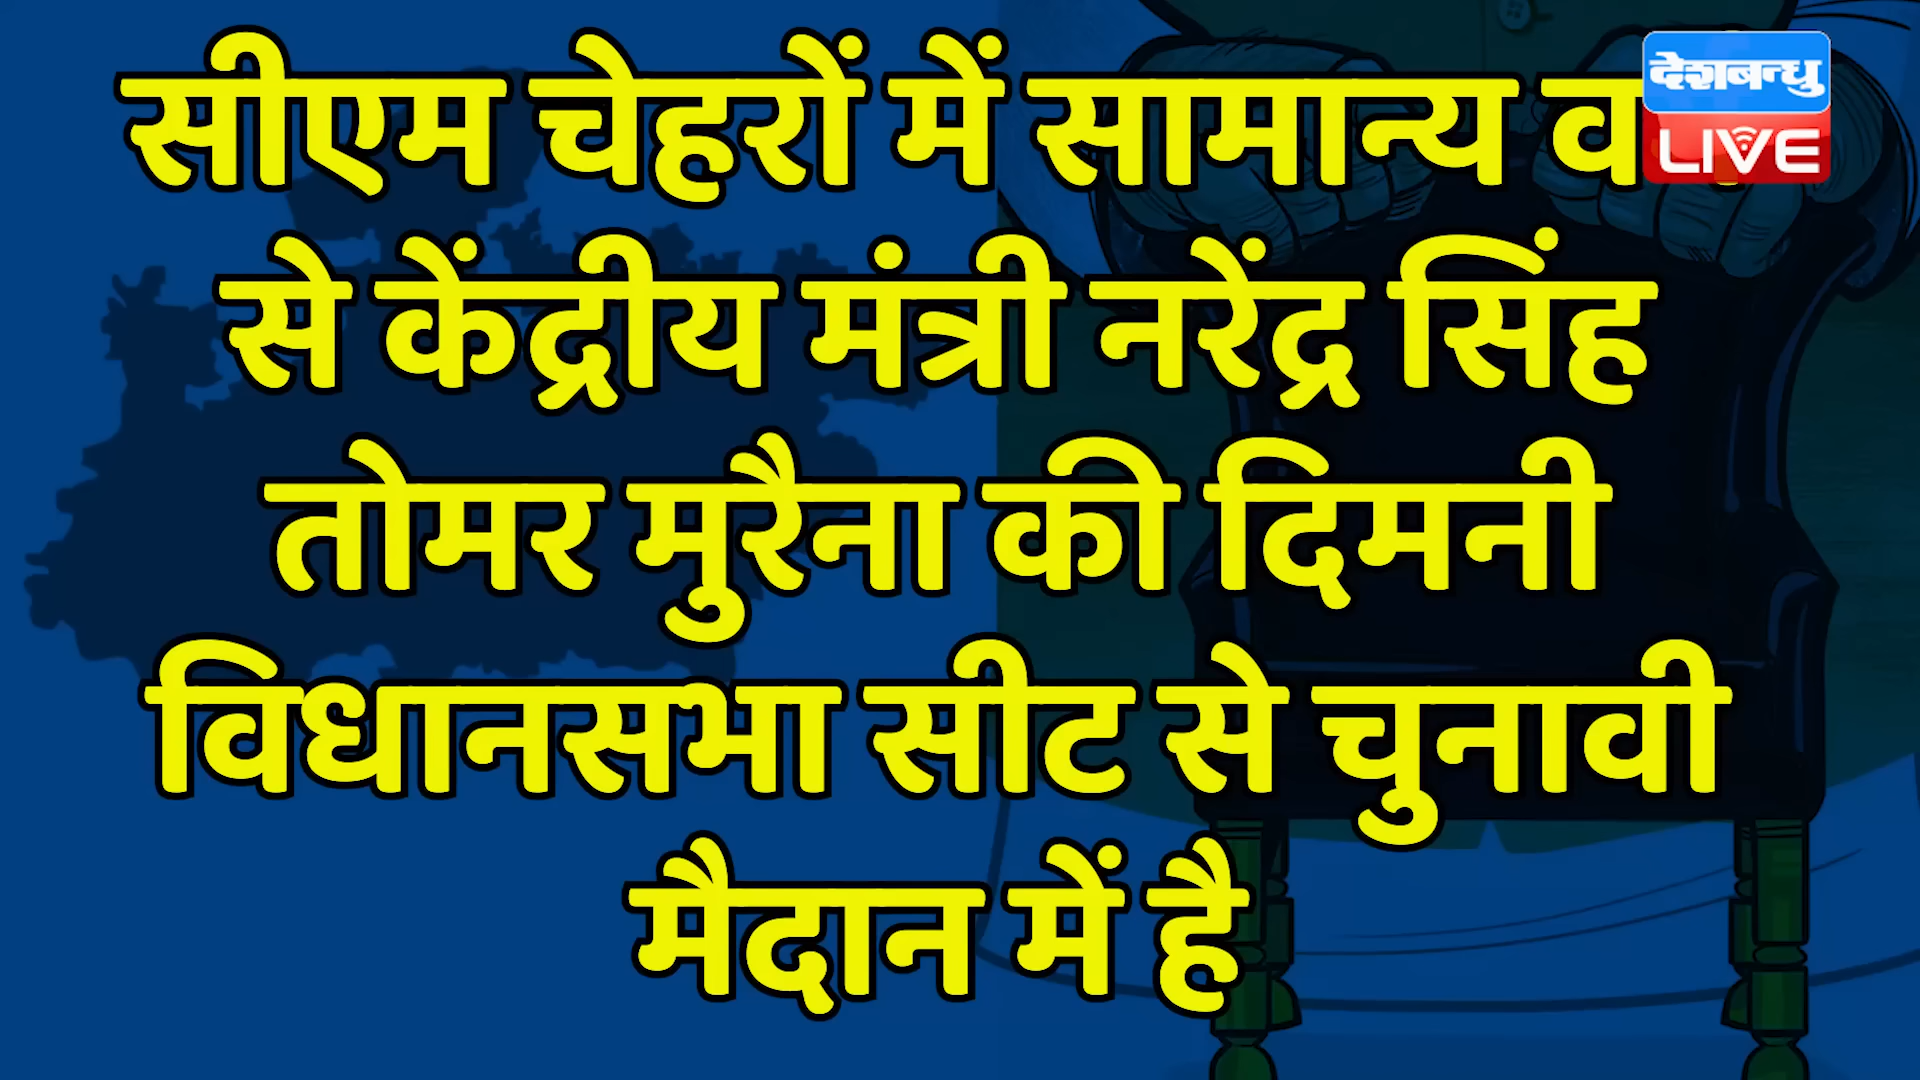 सीएम चेहरों में सामान्य
देशबन्धु
LIVE
से केंद्रीय मंत्री नरेंद्र सिंह
तोमर मुरैना की दिमनी
विधानसभा सीट से चुनावी
मैदान में है